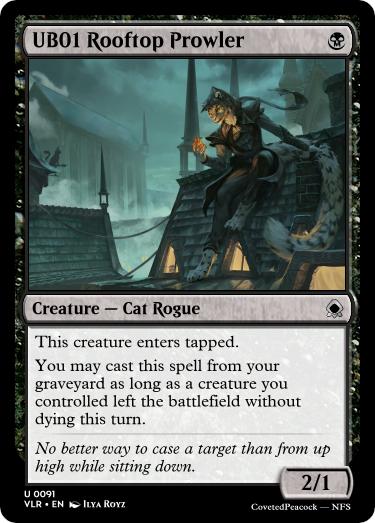 UB01 Rooftop Prowler
Creature — Cat Rogue
This creature enters tapped.
You may cast this spell from your
graveyard as long as a creature you
controlled left the battlefield without
dying this turn.
No better way to case a target than from up
high while sitting down.
2/1
U 0091
VLR • EN Ilya Royz
CovetedPeacock — NFS